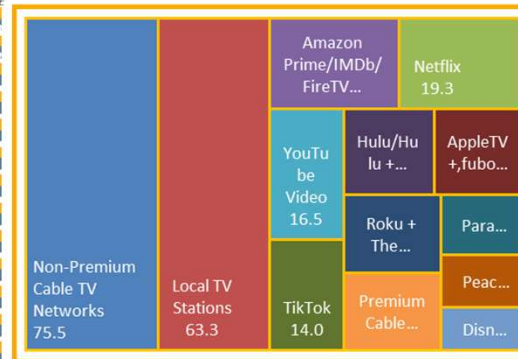 Non-Premium
Cable TV
Networks
75.5
Local TV
Stations
63.3
Amazon
Prime/IMDb/
FireTV...
Netflix
19.3
YouTu
be
Video
16.5
Hulu/Hu
lu +...
AppleTV
+,fubo...
Roku +
The...
Para...
TikTok
14.0
Premium
Cable...
Peac...
Disn...